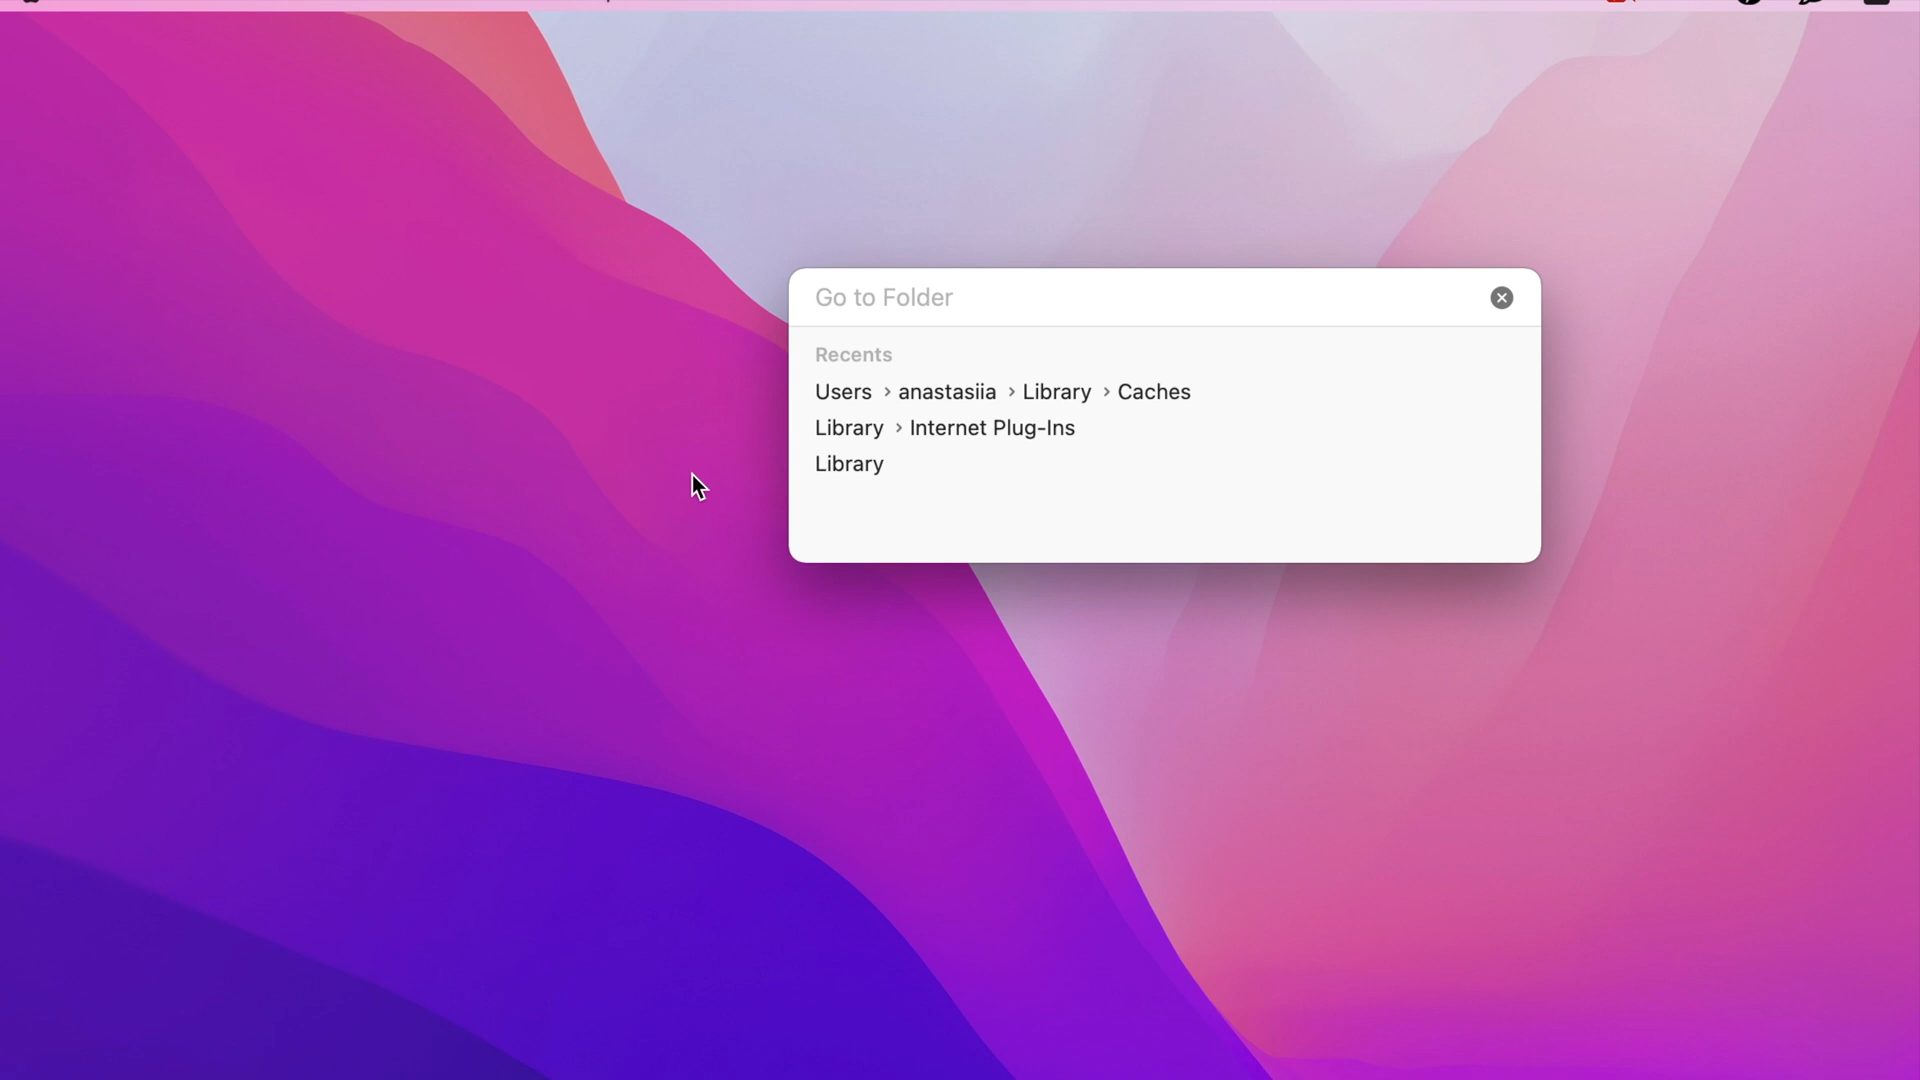 Go to Folder
Recents
Users › anastasiia › Library › Caches
Library › Internet Plug-Ins
Library